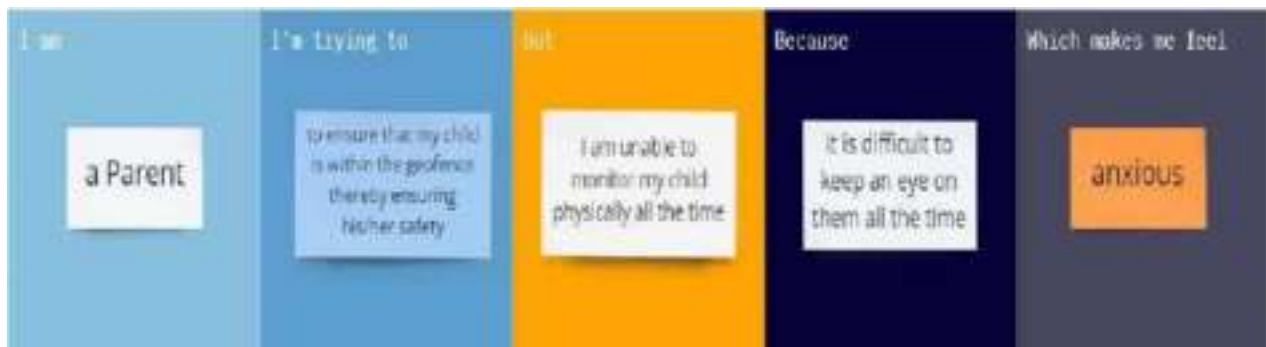 I am
a Parent
I'm trying to
to ensure that my child
is within the geofence
thereby ensuring
his/her safety
But
I am unable to
monitor my child
physically all the time
Because
it is difficult to
keep an eye on
them all the time
Which makes me feel
anxious